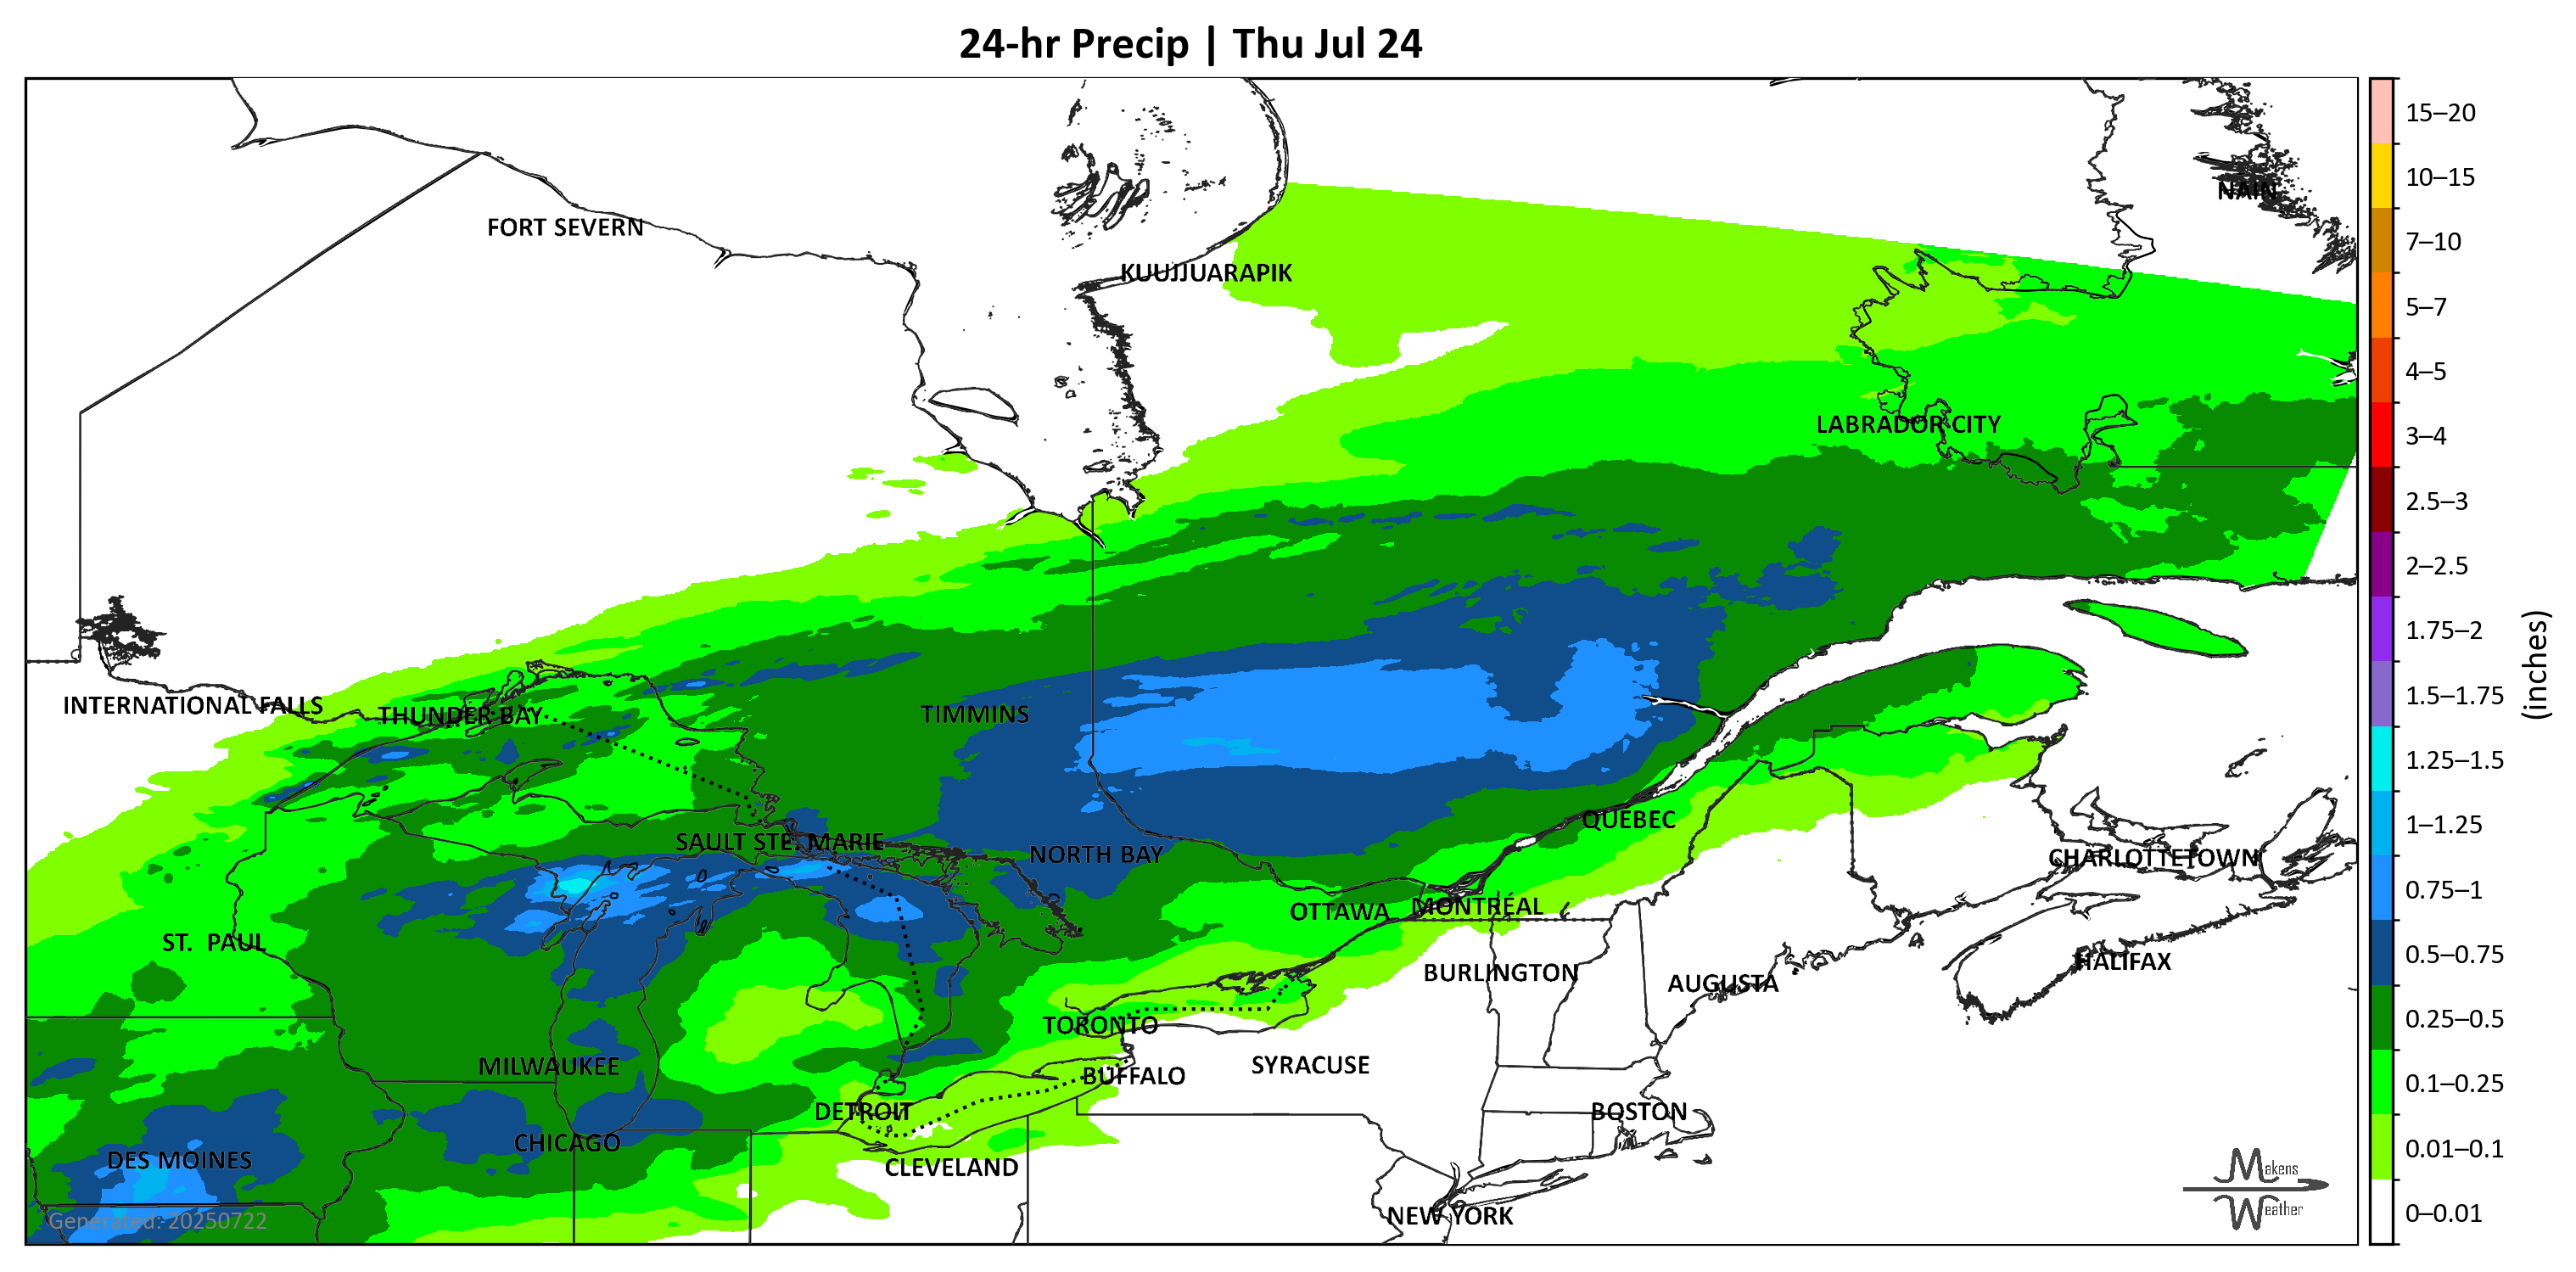 24-hr Precip | Thu Jul 24
15–20
10–15
NAIN
FORT SEVERN
7–10
KUUJJUARAPIK
5–7
4–5
LABRADOR CITY
3–4
2.5–3
2–2.5
1.75–2
(inches)
1.5–1.75
INTERNATIONAL FALLS
THUNDER BAY
TIMMINS
1.25–1.5
QUÉBEC
1–1.25
SAULT STE. MARIE
NORTH BAY
CHARLOTTETOWN
0.75–1
OTTAWA
MONTRÉAL
ST. PAUL
0.5–0.75
HALIFAX
BURLINGTON
AUGUSTA
0.25–0.5
TORONTO
MILWAUKEE
SYRACUSE
BUFFALO
0.1–0.25
DETROIT
BOSTON
CHICAGO
0.01–0.1
DES MOINES
CLEVELAND
Makens
Weather
NEW YORK
0–0.01
Generated: 20250722